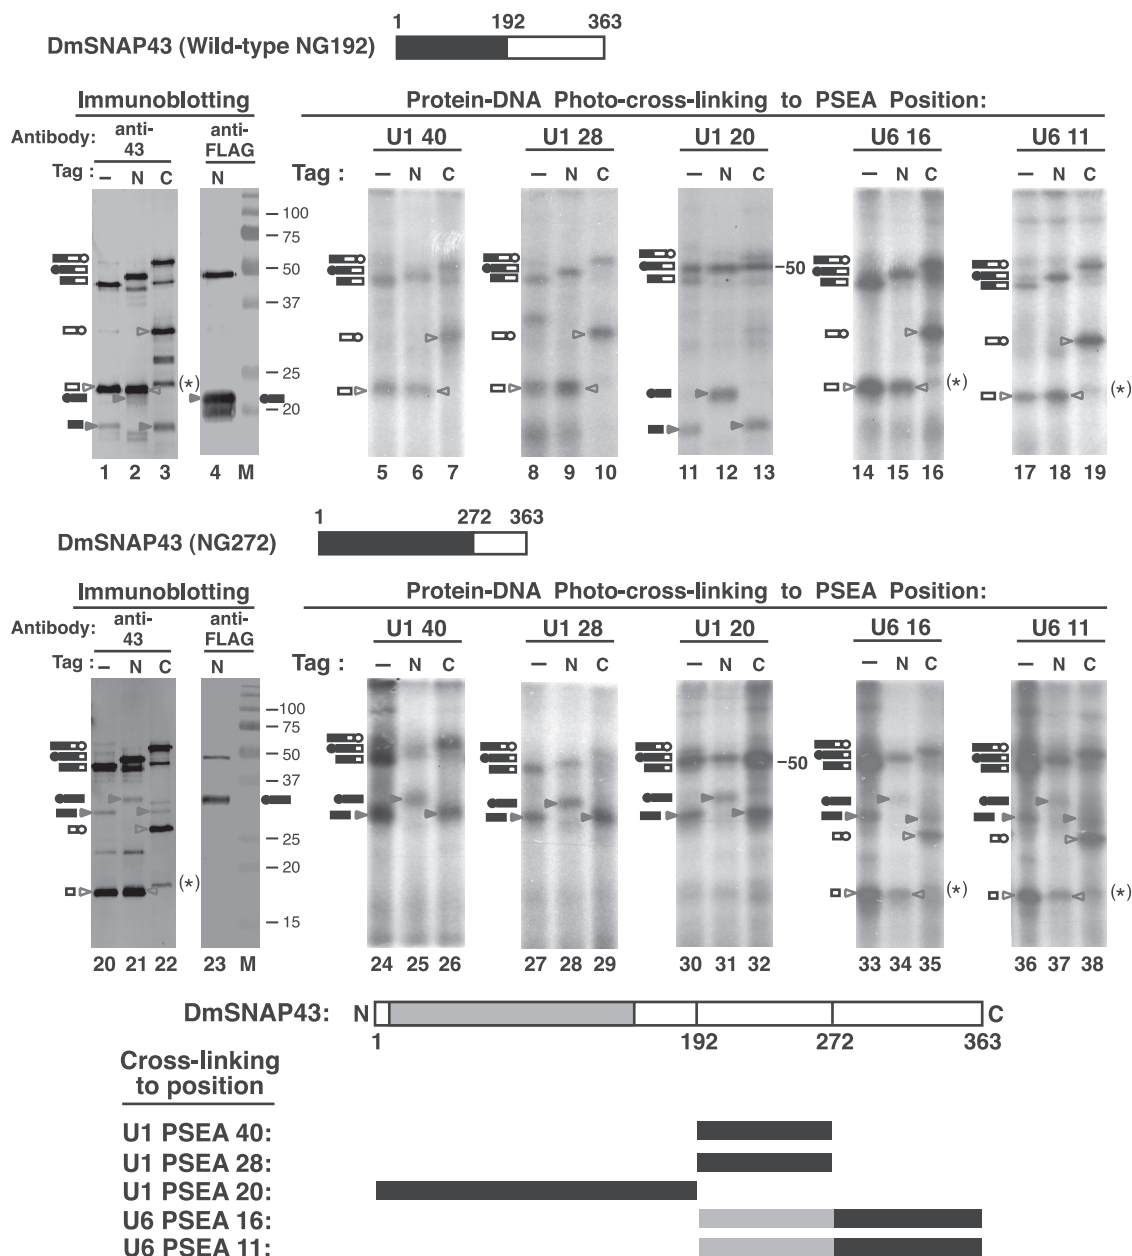 1 192 363
DmSNAP43 (Wild-type NG192)
Immunoblotting
Protein-DNA Photo-cross-linking to PSEA Position:
Antibody: anti-43 anti-FLAG
U1 40 U1 28 U1 20 U6 16 U6 11
Tag : – N C N
Tag : – N C – N C – N C – N C – N C
– 100
– 75
– 50
– 37
– 25
– 20
–50
(*) (*) (*)
1 2 3 4 M 5 6 7 8 9 10 11 12 13 14 15 16 17 18 19
1 272 363
DmSNAP43 (NG272)
Immunoblotting
Protein-DNA Photo-cross-linking to PSEA Position:
Antibody: anti-43 anti-FLAG
U1 40 U1 28 U1 20 U6 16 U6 11
Tag : – N C N
Tag : – N C – N C – N C – N C – N C
–100
– 75
– 50
– 37
– 25
– 20
– 15
–50
(*) (*) (*)
20 21 22 23 M 24 25 26 27 28 29 30 31 32 33 34 35 36 37 38
DmSNAP43: N C
1 192 272 363
Cross-linking
to position
U1 PSEA 40:
U1 PSEA 28:
U1 PSEA 20:
U6 PSEA 16:
U6 PSEA 11: